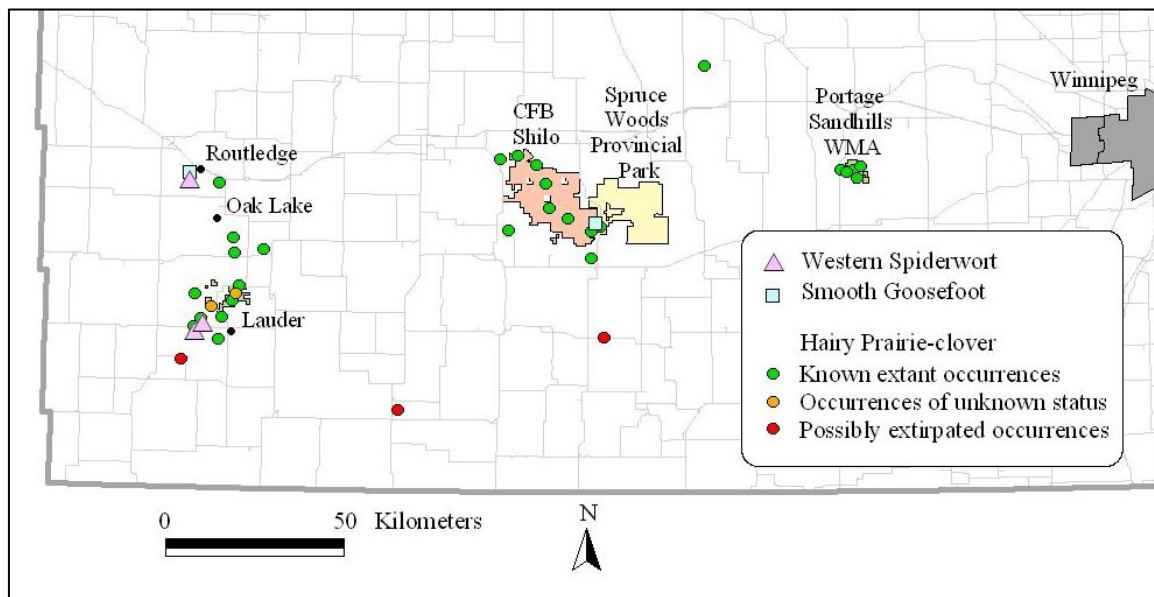 Winnipeg
Portage
Sandhills
WMA
Spruce
Woods
Provincial
Park
CFB
Shilo
Routledge
Oak Lake
Lauder
Western Spiderwort
Smooth Goosefoot
Hairy Prairie-clover
Known extant occurrences
Occurrences of unknown status
Possibly extirpated occurrences
0 50 Kilometers
N